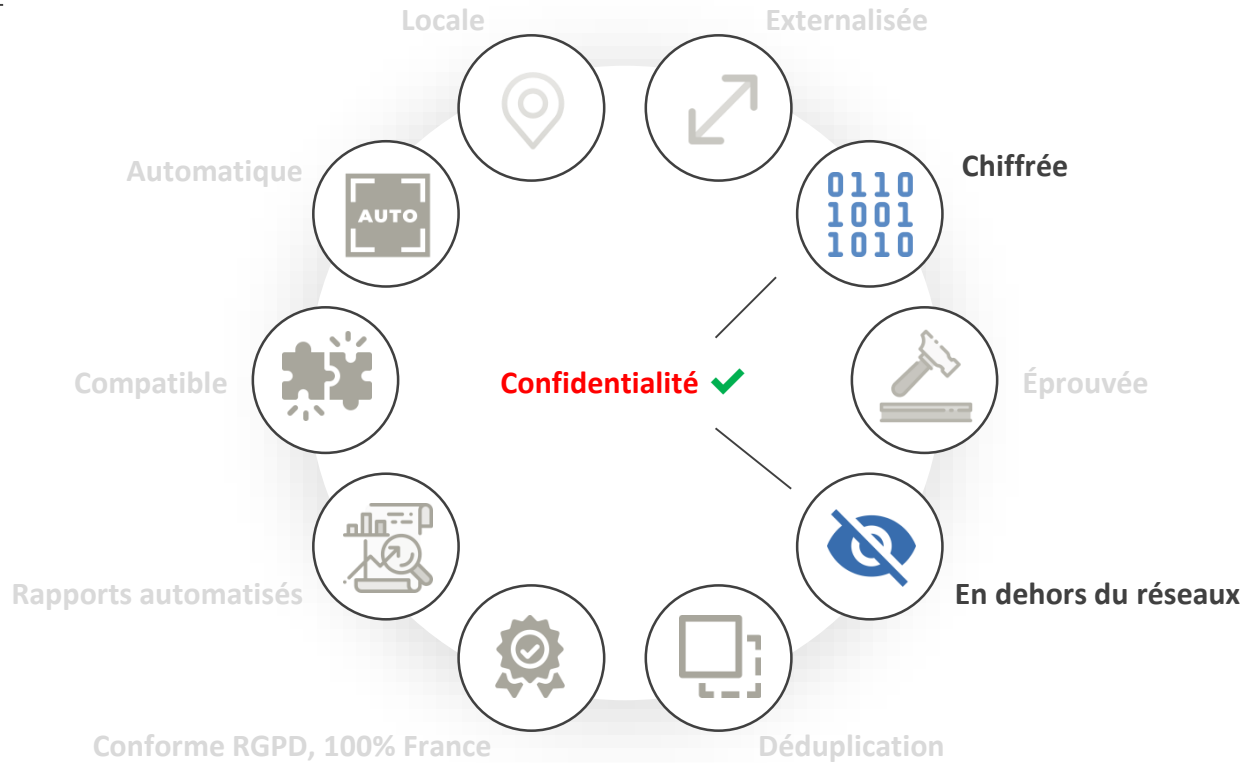 Locale
Externalisée
Automatique
AUTO
0110
1001
1010
Chiffrée
Compatible
Confidentialité
Éprouvée
Rapports automatisés
En dehors du réseaux
Conforme RGPD, 100% France
Déduplication